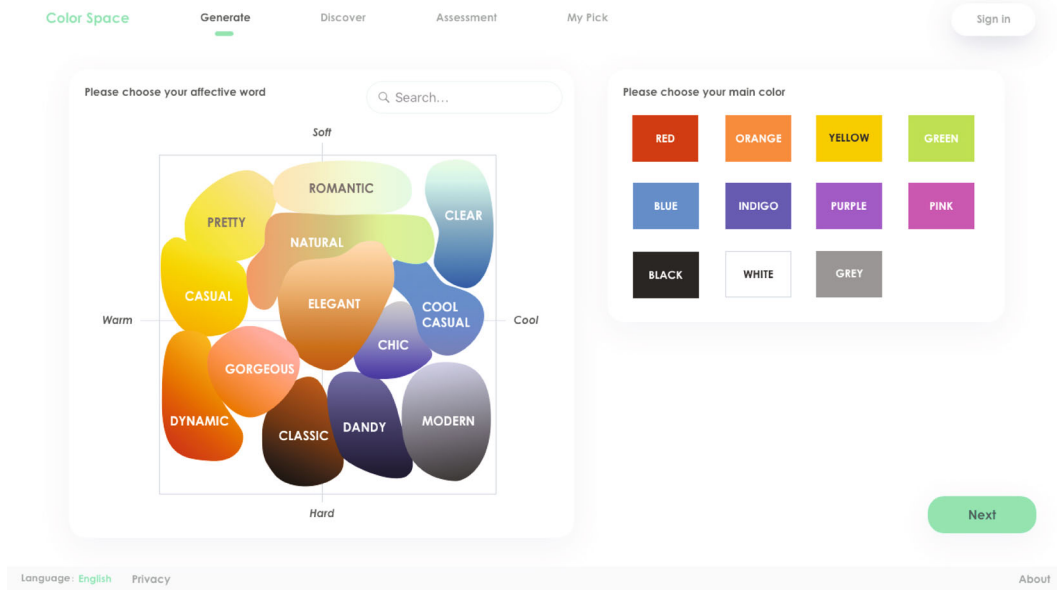 Color Space
Generate
Discover
Assessment
My Pick
Sign in
Please choose your affective word
Search...
Soft
ROMANTIC
PRETTY
CLEAR
NATURAL
CASUAL
ELEGANT
COOL
CASUAL
Warm
Cool
CHIC
GORGEOUS
DYNAMIC
CLASSIC
DANDY
MODERN
Hard
Please choose your main color
RED
ORANGE
YELLOW
GREEN
BLUE
INDIGO
PURPLE
PINK
BLACK
WHITE
GREY
Next
Language: English
Privacy
About